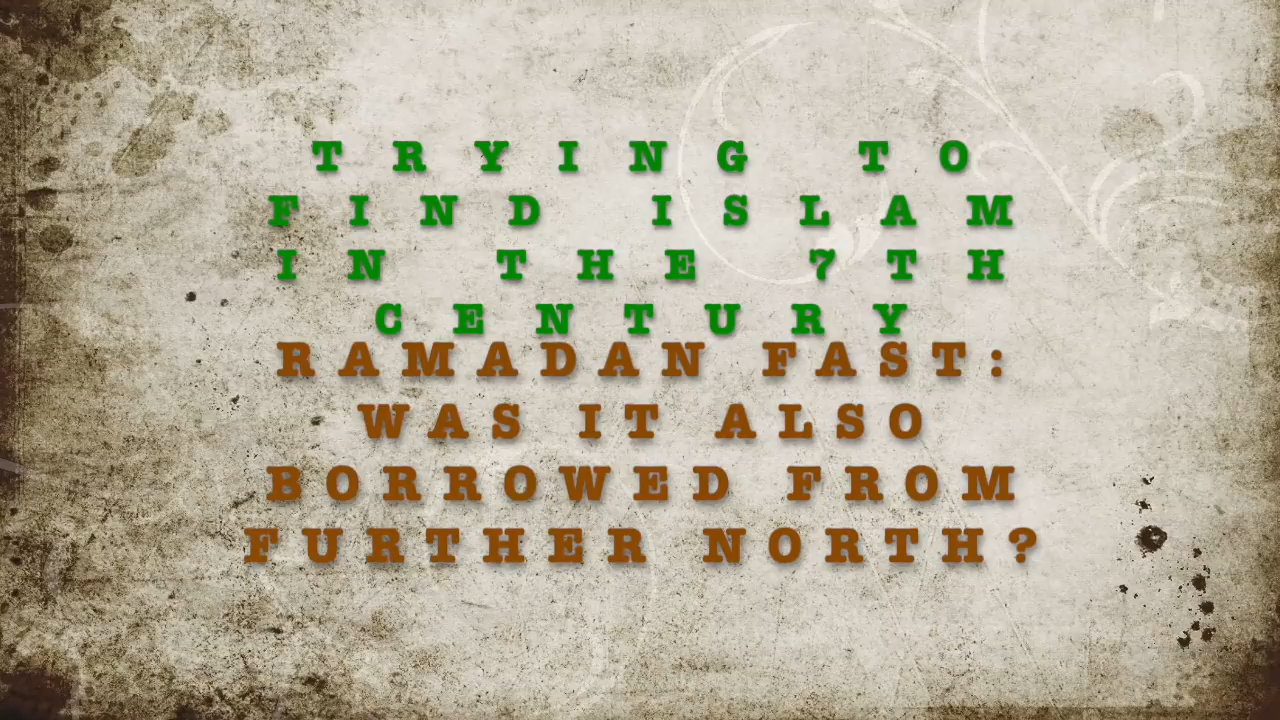 TRYING TO
FIND ISLAM
IN THE 7TH
CENTURY
RAMADAN FAST:
WAS IT ALSO
BORROWED FROM
FURTHER NORTH?